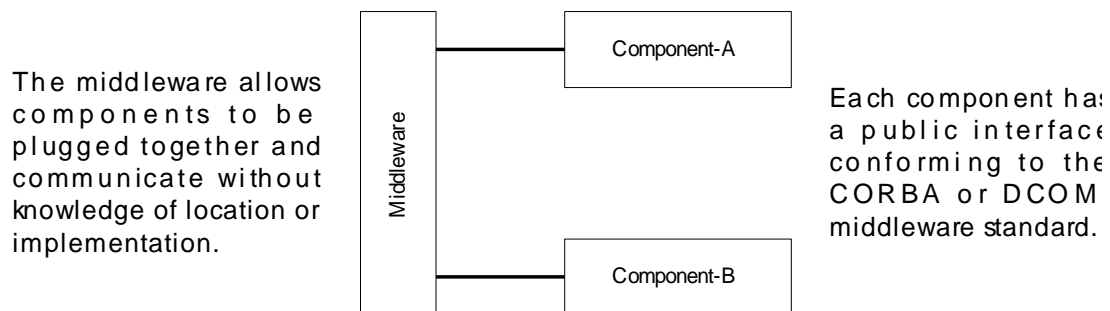 The middleware allows
components to be
plugged together and
communicate without
knowledge of location or
implementation.
Middleware
Component-A
Component-B
Each component has
a public interface
conforming to the
CORBA or DCOM
middleware standard.